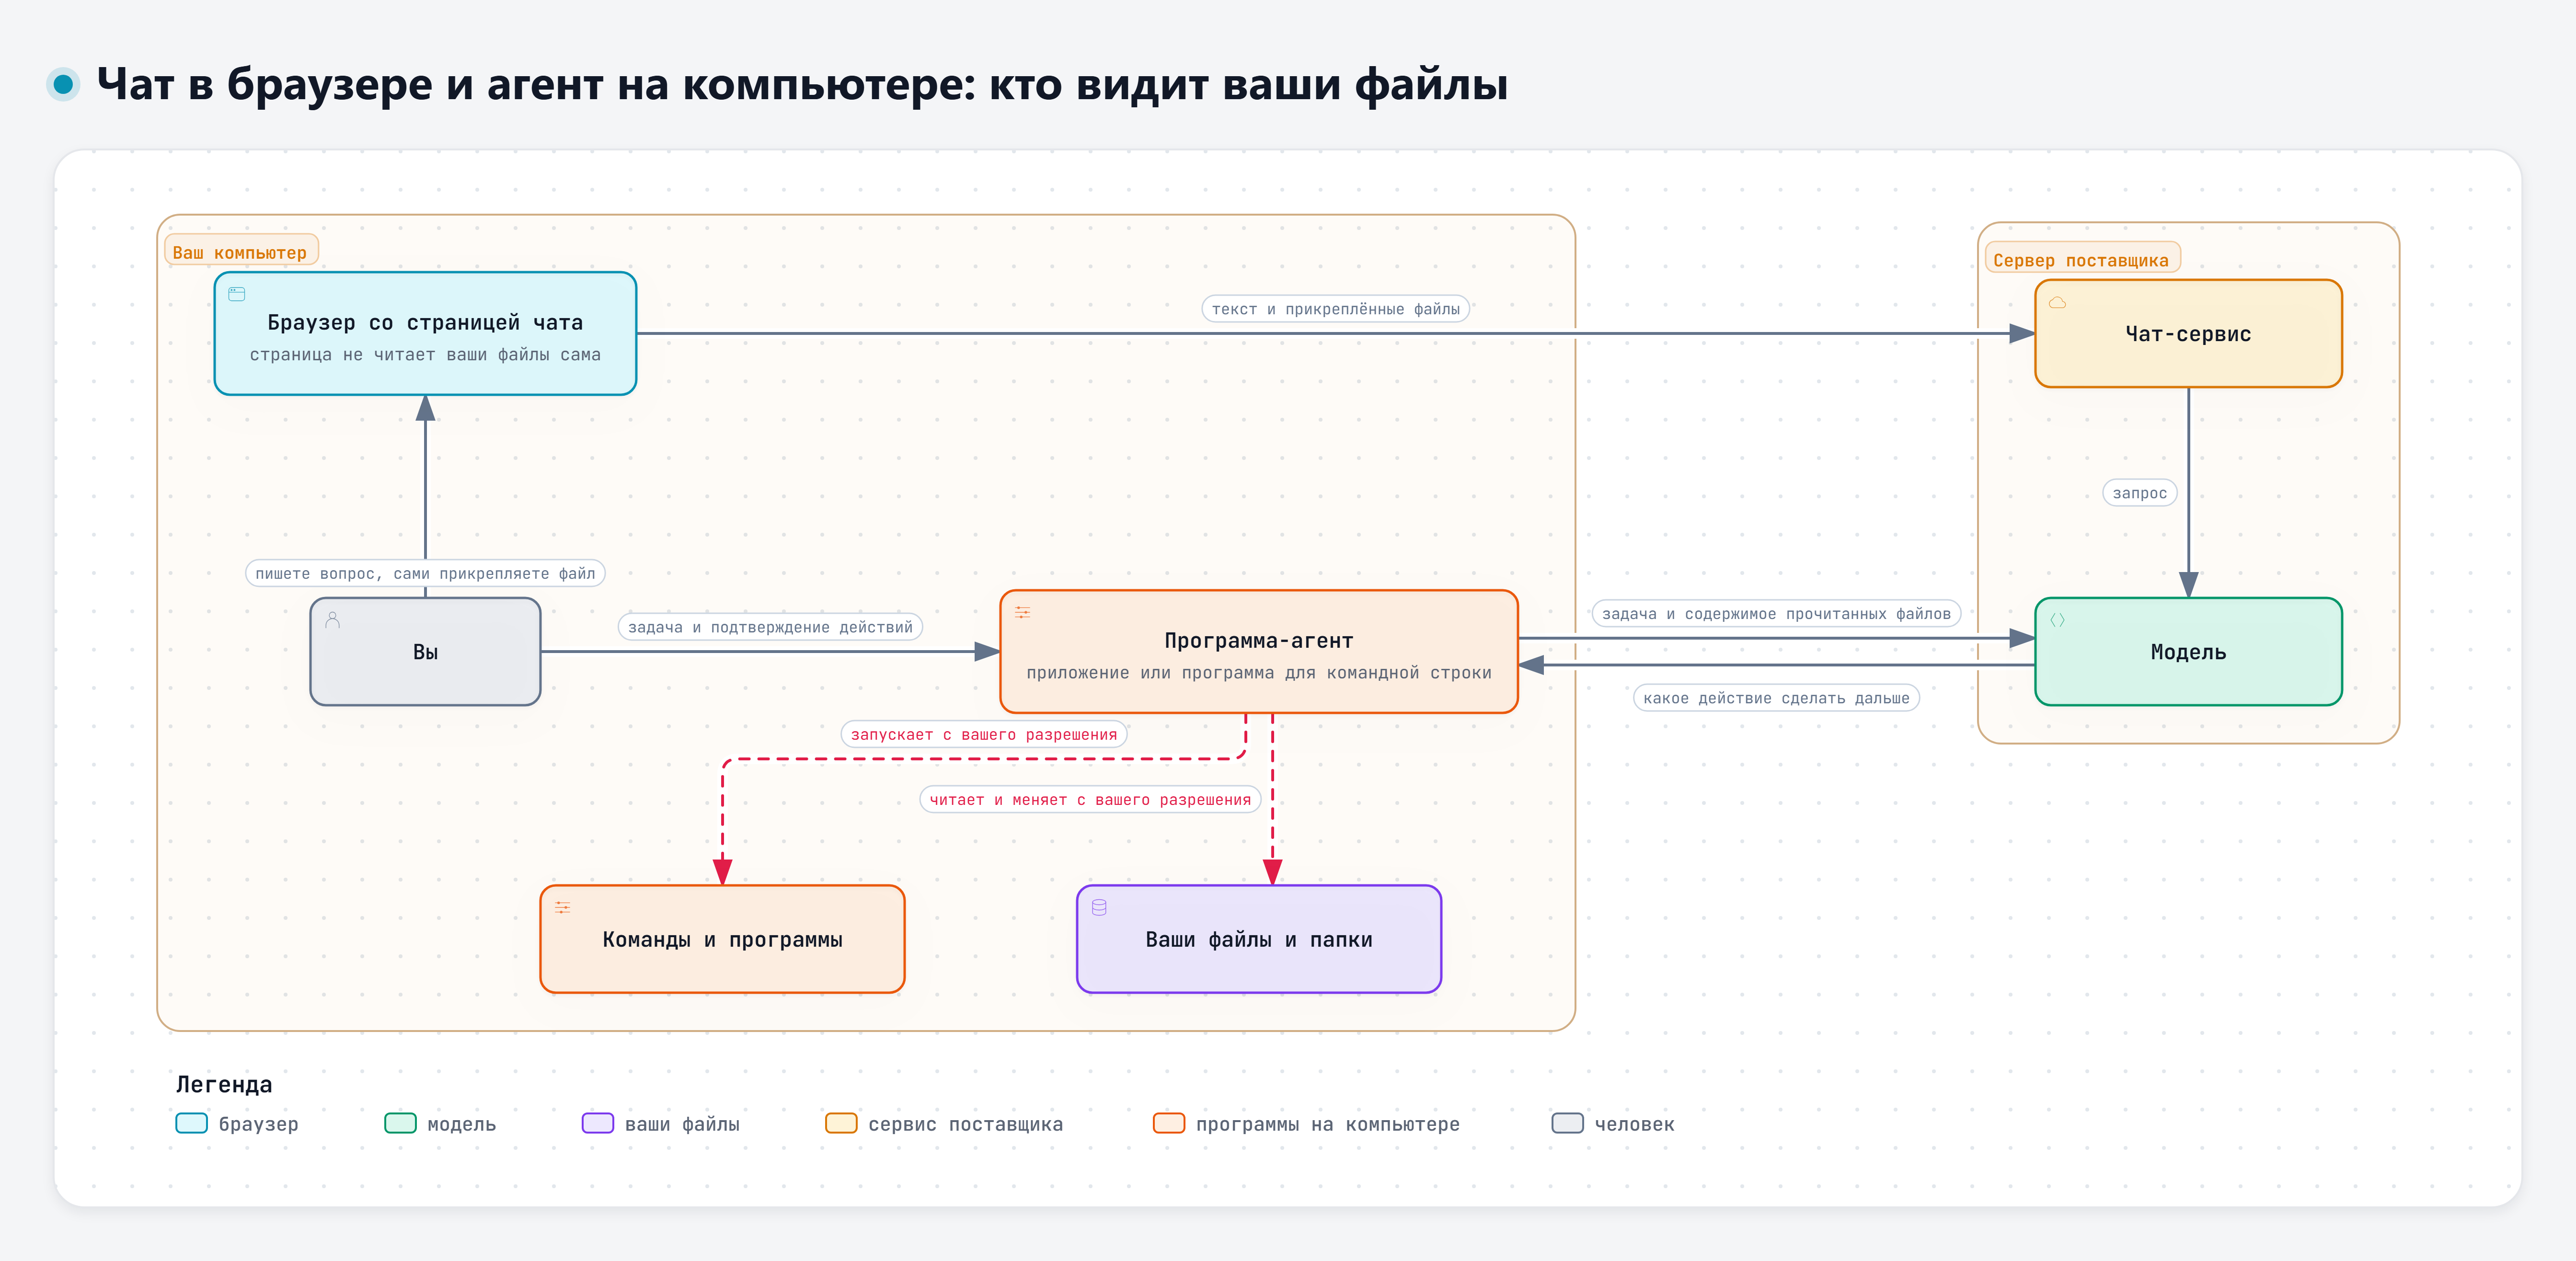 Чат в браузере и агент на компьютере: кто видит ваши файлы
Ваш компьютер
Сервер поставщика
Браузер со страницей чата
страница не читает ваши файлы сама
текст и прикреплённые файлы
Чат-сервис
запрос
пишете вопрос, сами прикрепляете файл
Вы
задача и подтверждение действий
Программа-агент
приложение или программа для командной строки
задача и содержимое прочитанных файлов
какое действие сделать дальше
Модель
запускает с вашего разрешения
читает и меняет с вашего разрешения
Команды и программы
Ваши файлы и папки
Легенда
браузер
модель
ваши файлы
сервис поставщика
программы на компьютере
человек